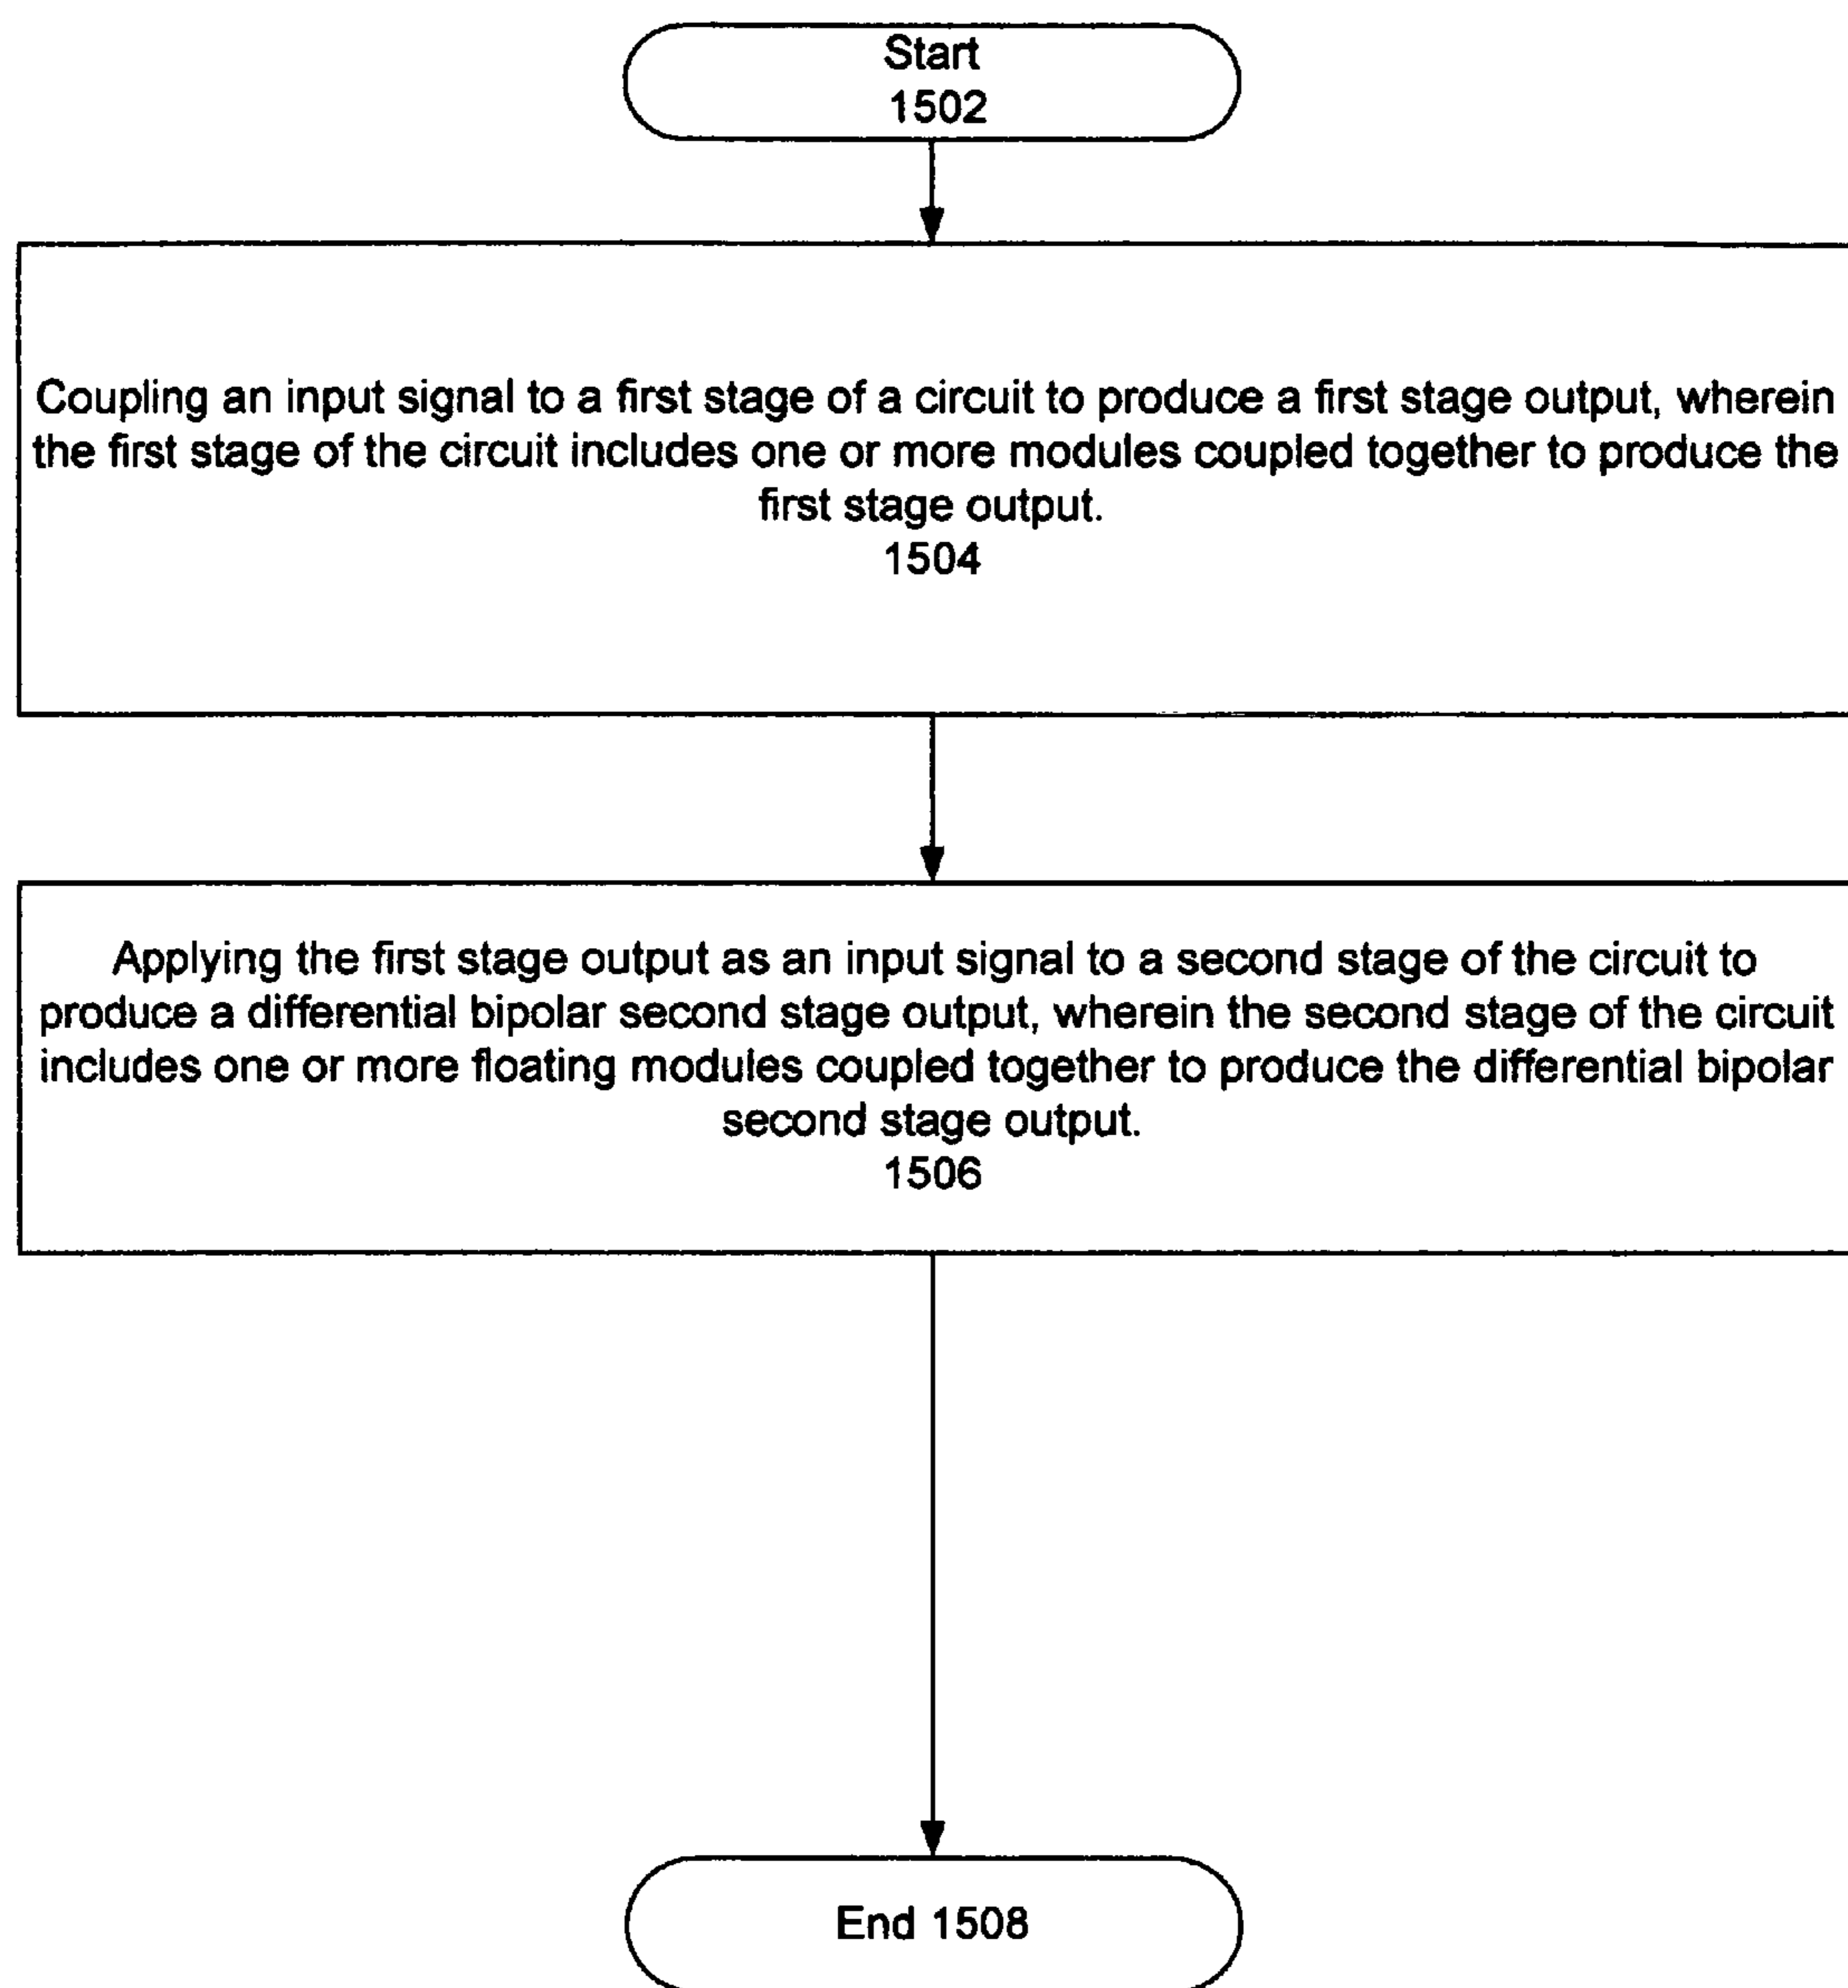 Start
1502
Coupling an input signal to a first stage of a circuit to produce a first stage output, wherein
the first stage of the circuit includes one or more modules coupled together to produce the
first stage output.
1504
Applying the first stage output as an input signal to a second stage of the circuit to
produce a differential bipolar second stage output, wherein the second stage of the circuit
includes one or more floating modules coupled together to produce the differential bipolar
second stage output.
1506
End 1508